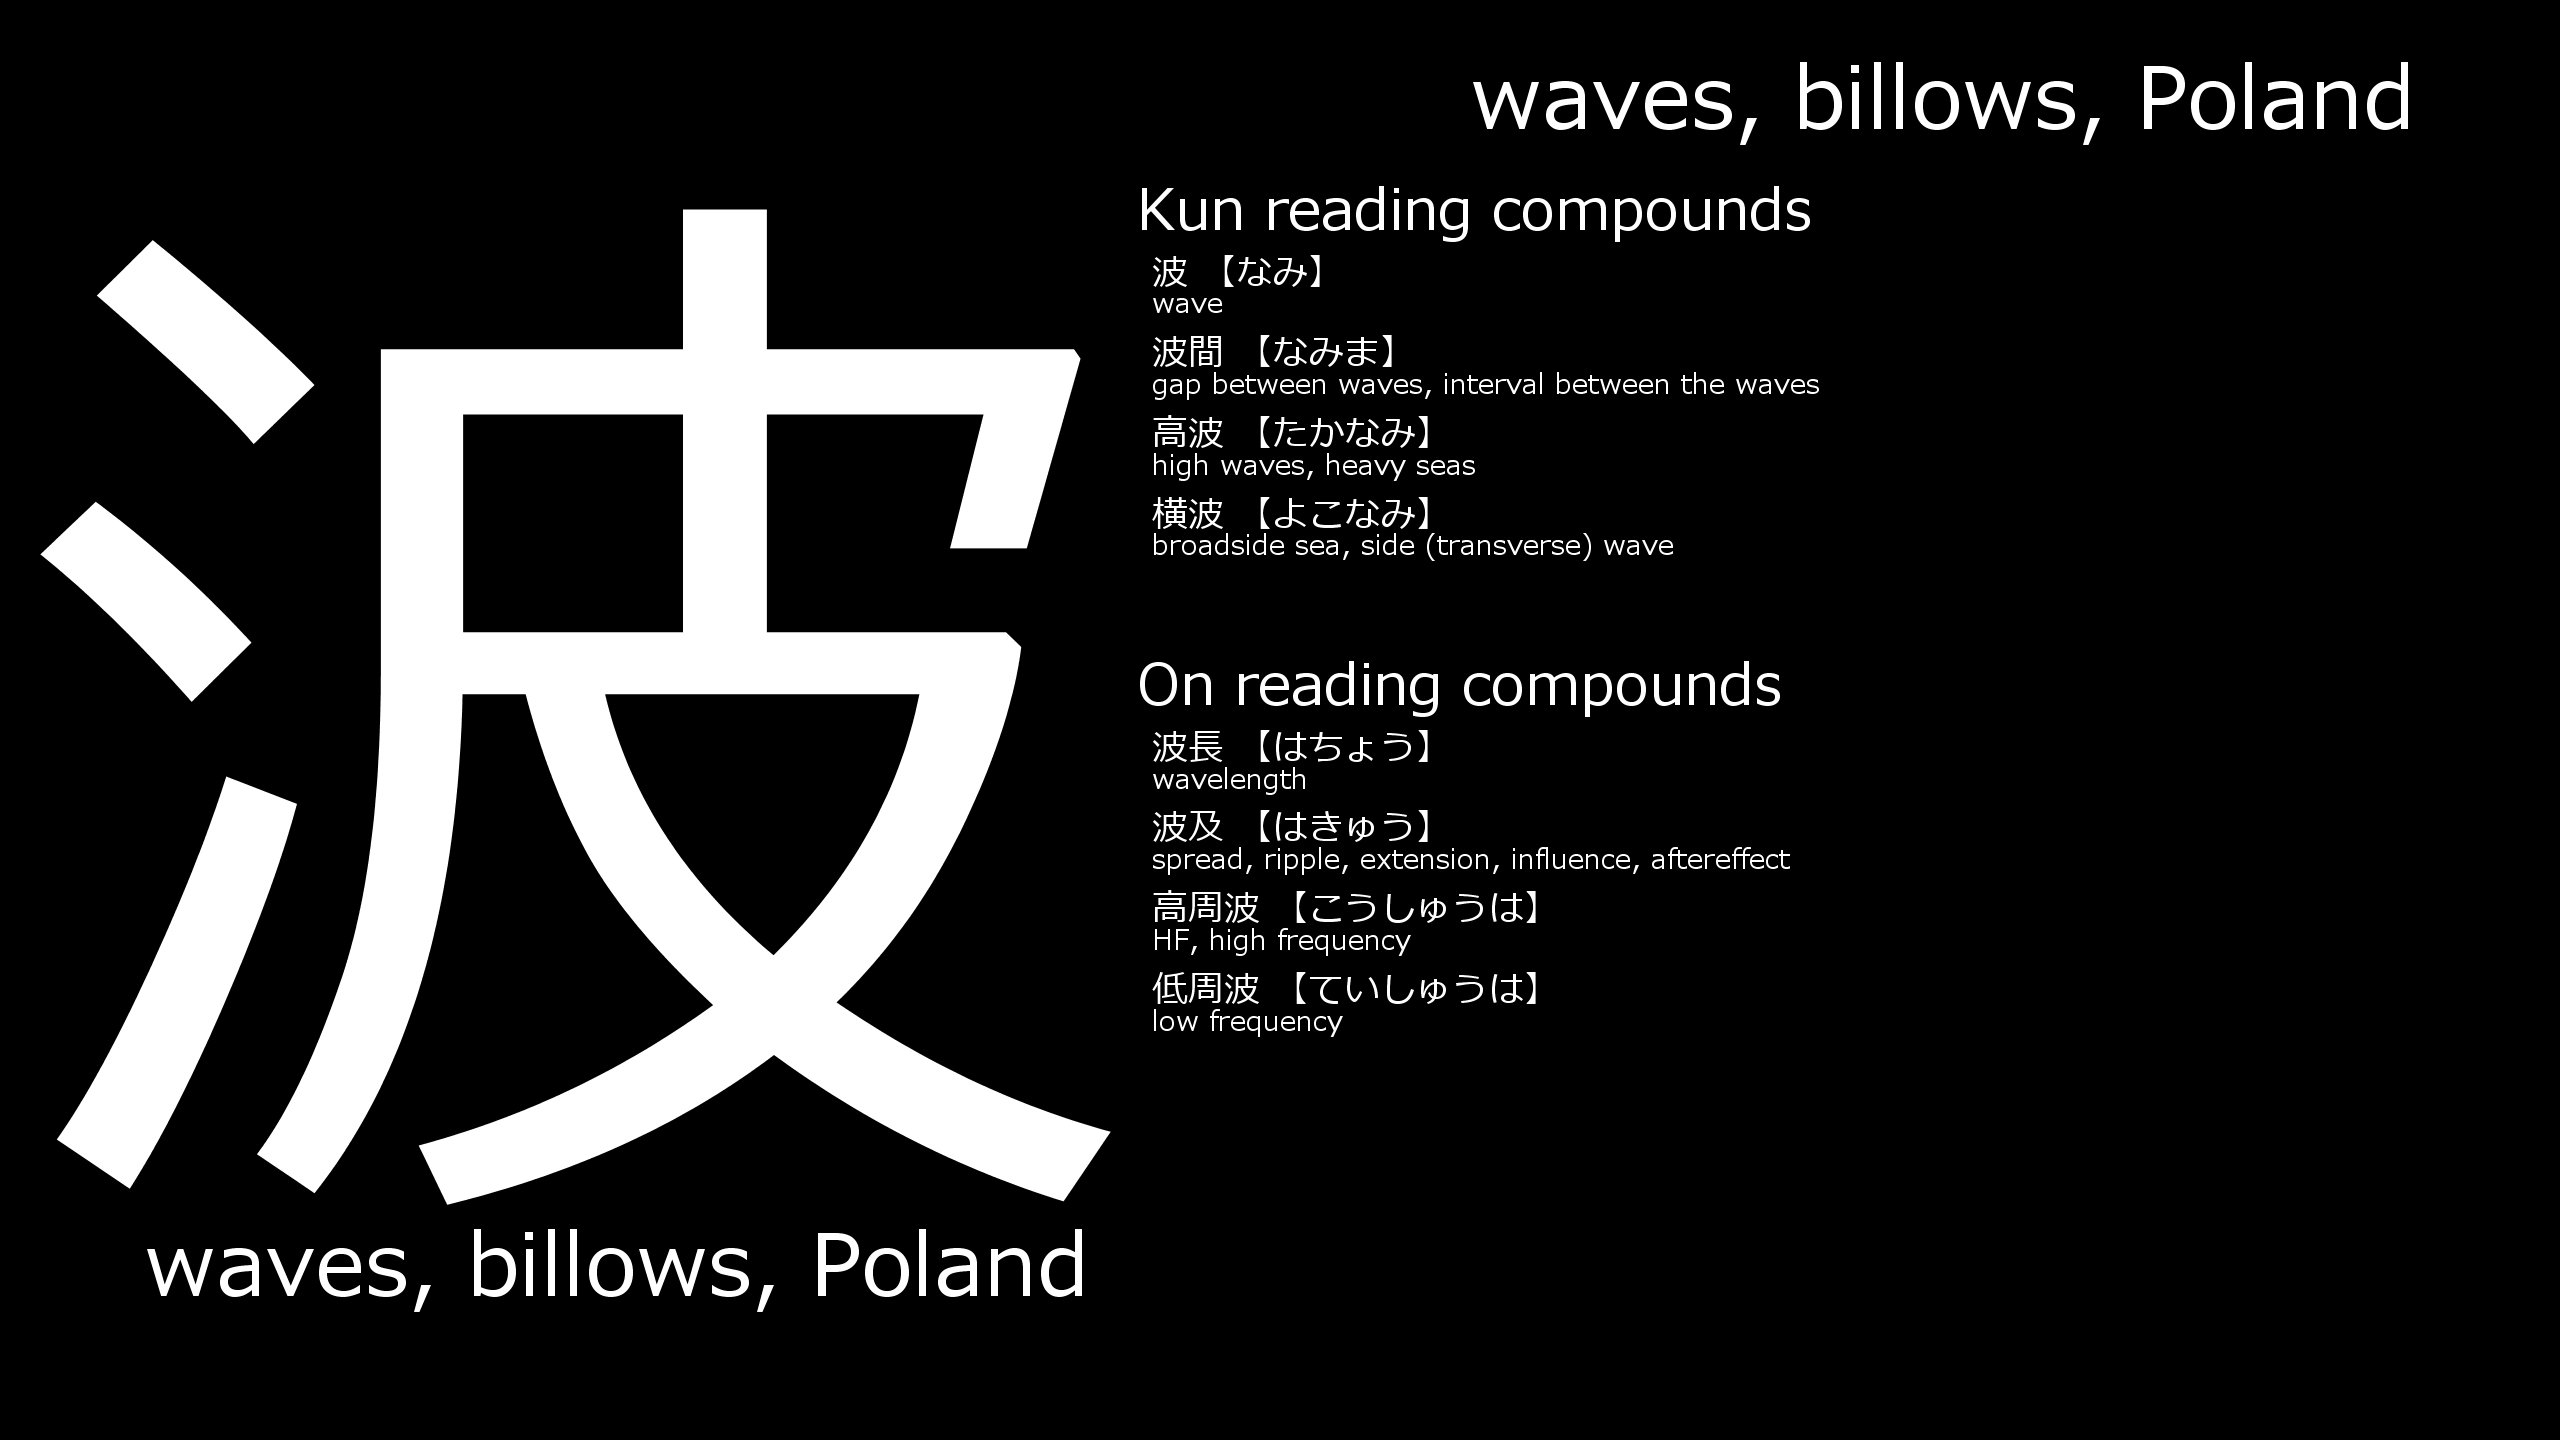 waves, billows, Poland
波
waves, billows, Poland
Kun reading compounds
波 【なみ】
wave
波間 【なみま】
gap between waves, interval between the waves
高波 【たかなみ】
high waves, heavy seas
横波 【よこなみ】
broadside sea, side (transverse) wave
On reading compounds
波長 【はちょう】
wavelength
波及 【はきゅう】
spread, ripple, extension, influence, aftereffect
高周波 【こうしゅうは】
HF, high frequency
低周波 【ていしゅうは】
low frequency